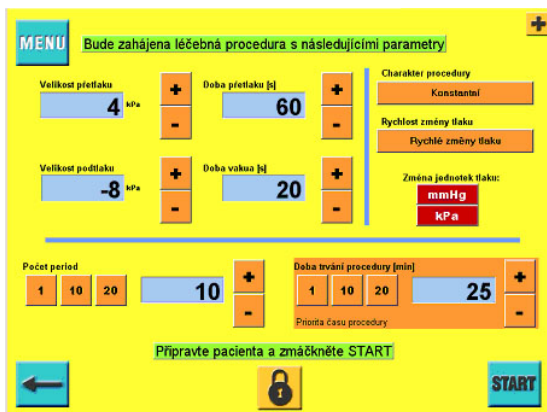 MENU
Bude zahájena léčebná procedura s následujícími parametry
+
Velikost přetlaku
4 kPa
+
-
Doba přetlaku [s]
60
+
-
Charakter procedury
Konstantní
Rychlost změny tlaku
Rychlé změny tlaku
Velikost podtlaku
-8 kPa
+
-
Doba vakua [s]
20
+
-
Změna jednotek tlaku:
mmHg
kPa
Počet period
1 10 20
10
+
-
Doba trvání procedury [min]
1 10 20
25
+
-
Priorita času procedury
Připravte pacienta a zmáčkněte START
START